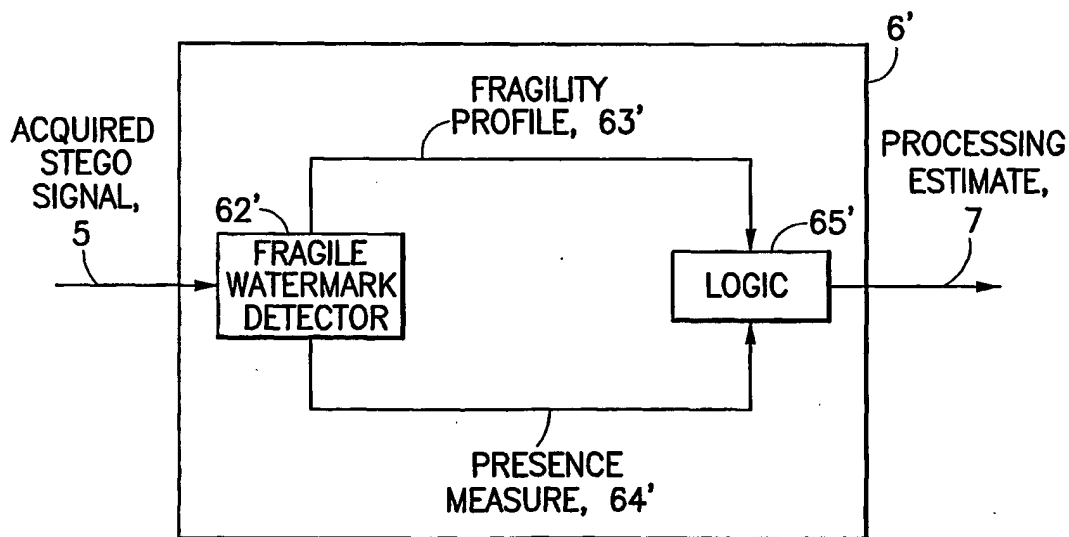 6'
FRAGILITY
PROFILE, 63'
ACQUIRED
STEGO
SIGNAL,
5
PROCESSING
ESTIMATE,
7
62'
FRAGILE
WATERMARK
DETECTOR
65'
LOGIC
PRESENCE
MEASURE, 64'